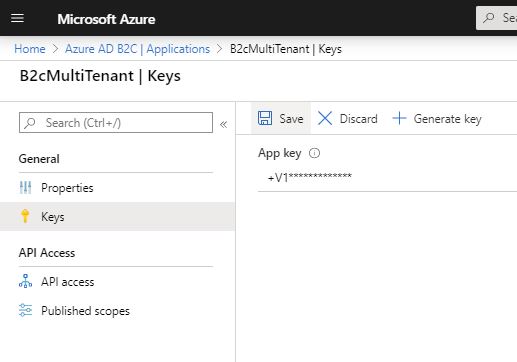 Microsoft Azure
Se
Home > Azure AD B2C | Applications > B2cMultiTenant | Keys
B2cMultiTenant | Keys
Search (Ctrl+/)
«
Save
Discard
Generate key
General
App key
Properties
+V1*************
Keys
API Access
API access
Published scopes